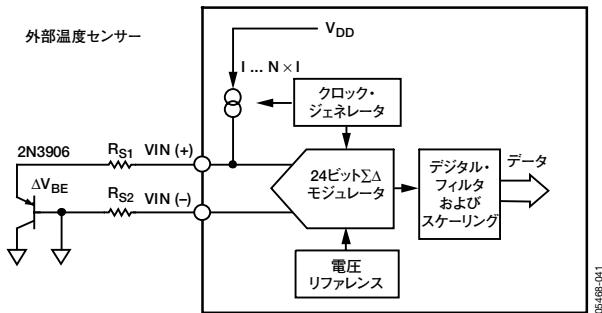 外部温度センサー
VDD
I ... N × I
クロック・
ジェネレータ
2N3906
RS1
VIN (+)
ΔVBE
RS2
VIN (–)
24ビットΣΔ
モジュレータ
デジタル・
フィルタ
および
スケーリング
データ
電圧
リファレンス
05468-041